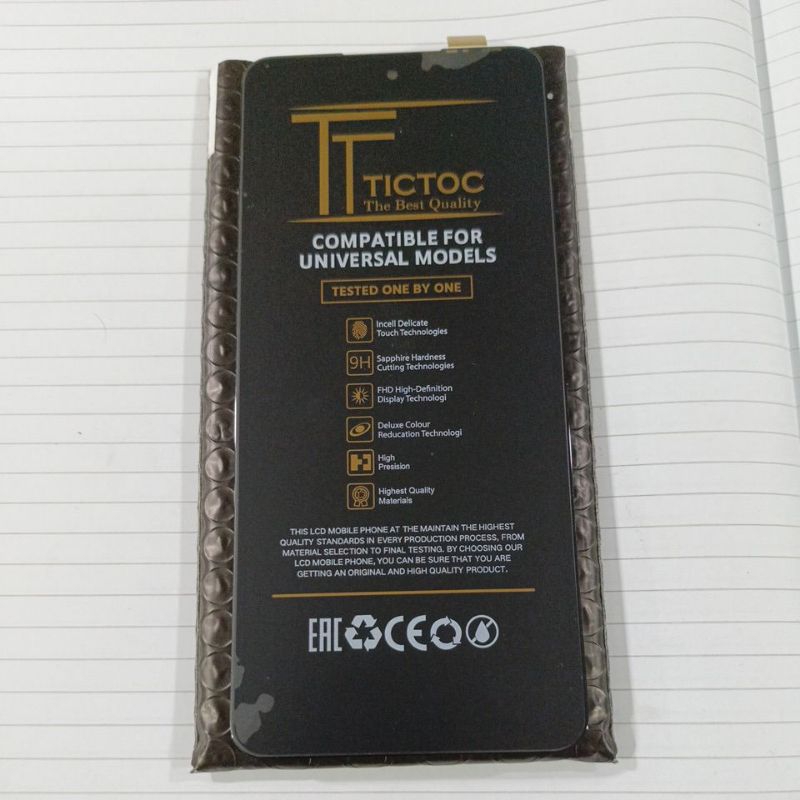 TT TICTOC
The Best Quality
COMPATIBLE FOR
UNIVERSAL MODELS
TESTED ONE BY ONE
Incell Delicate
Touch Technologies
9H
Sapphire Hardness
Cutting Technologies
FHD High-Definition
Display Technologi
Deluxe Colour
Reducation Technologi
High
Presision
Highest Quality
Materials
THIS LCD MOBILE PHONE AT THE MAINTAIN THE HIGHEST
QUALITY STANDARDS IN EVERY PRODUCTION PROCESS, FROM
MATERIAL SELECTION TO FINAL TESTING. BY CHOOSING OUR
LCD MOBILE PHONE, YOU CAN BE SURE THAT YOU ARE
GETTING AN ORIGINAL AND HIGH QUALITY PRODUCT.
EAC CE